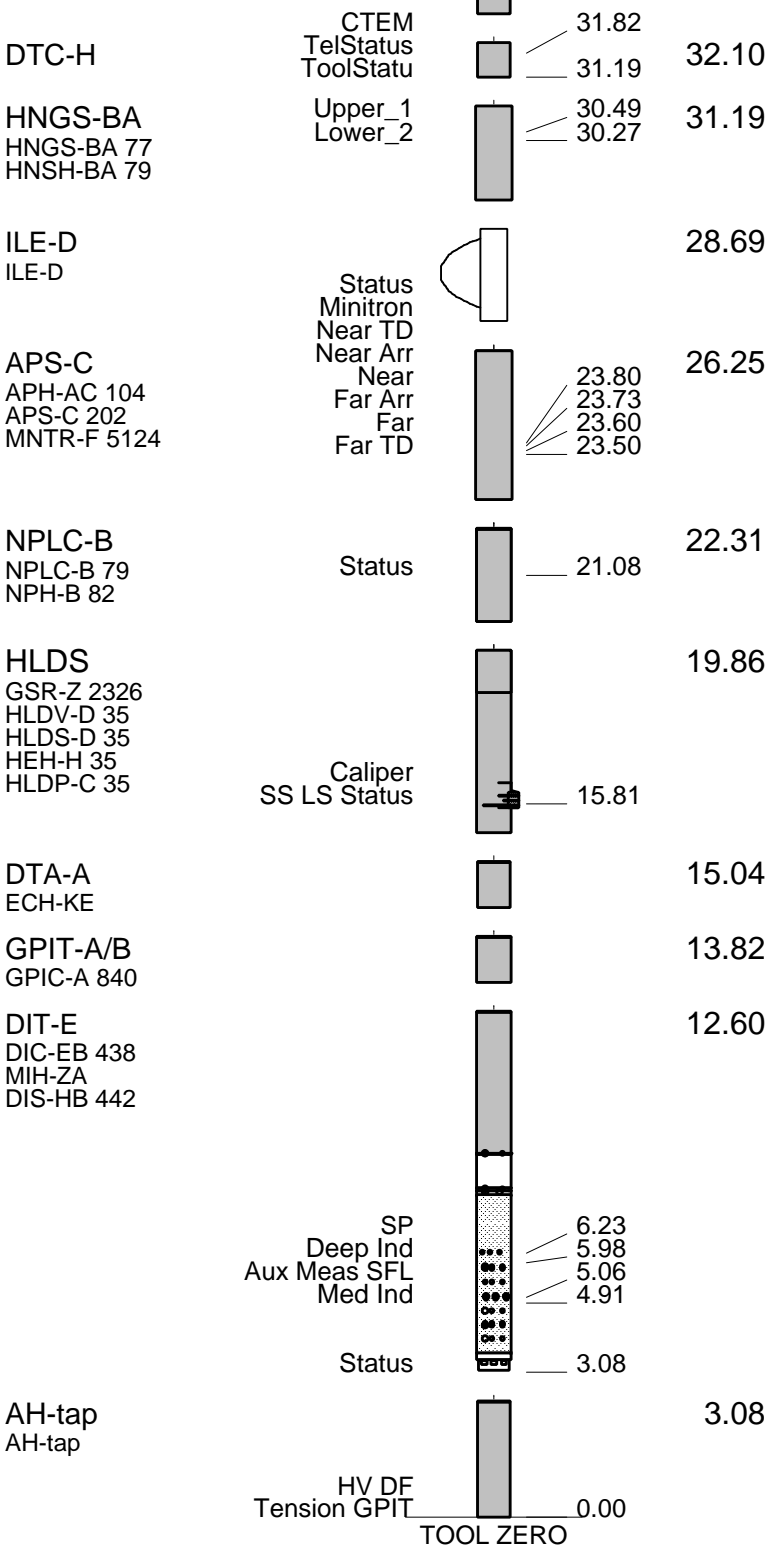 CTEM 31.82
DTC-H TelStatus 32.10
ToolStatu 31.19
HNGS-BA Upper_1 30.49 31.19
HNGS-BA 77 Lower_2 30.27
HNSH-BA 79
ILE-D 28.69
ILE-D
Status
Minitron
Near TD
APS-C Near Arr 26.25
APH-AC 104 Near 23.80
APS-C 202 Far Arr 23.73
MNTR-F 5124 Far 23.60
Far TD 23.50
NPLC-B 22.31
NPLC-B 79 Status 21.08
NPH-B 82
HLDS 19.86
GSR-Z 2326
HLDV-D 35
HLDS-D 35
HEH-H 35
HLDP-C 35 Caliper
SS LS Status 15.81
DTA-A 15.04
ECH-KE
GPIT-A/B 13.82
GPIC-A 840
DIT-E 12.60
DIC-EB 438
MIH-ZA
DIS-HB 442
SP 6.23
Deep Ind 5.98
Aux Meas SFL 5.06
Med Ind 4.91
Status 3.08
AH-tap 3.08
AH-tap
HV DF
Tension GPIT 0.00
TOOL ZERO